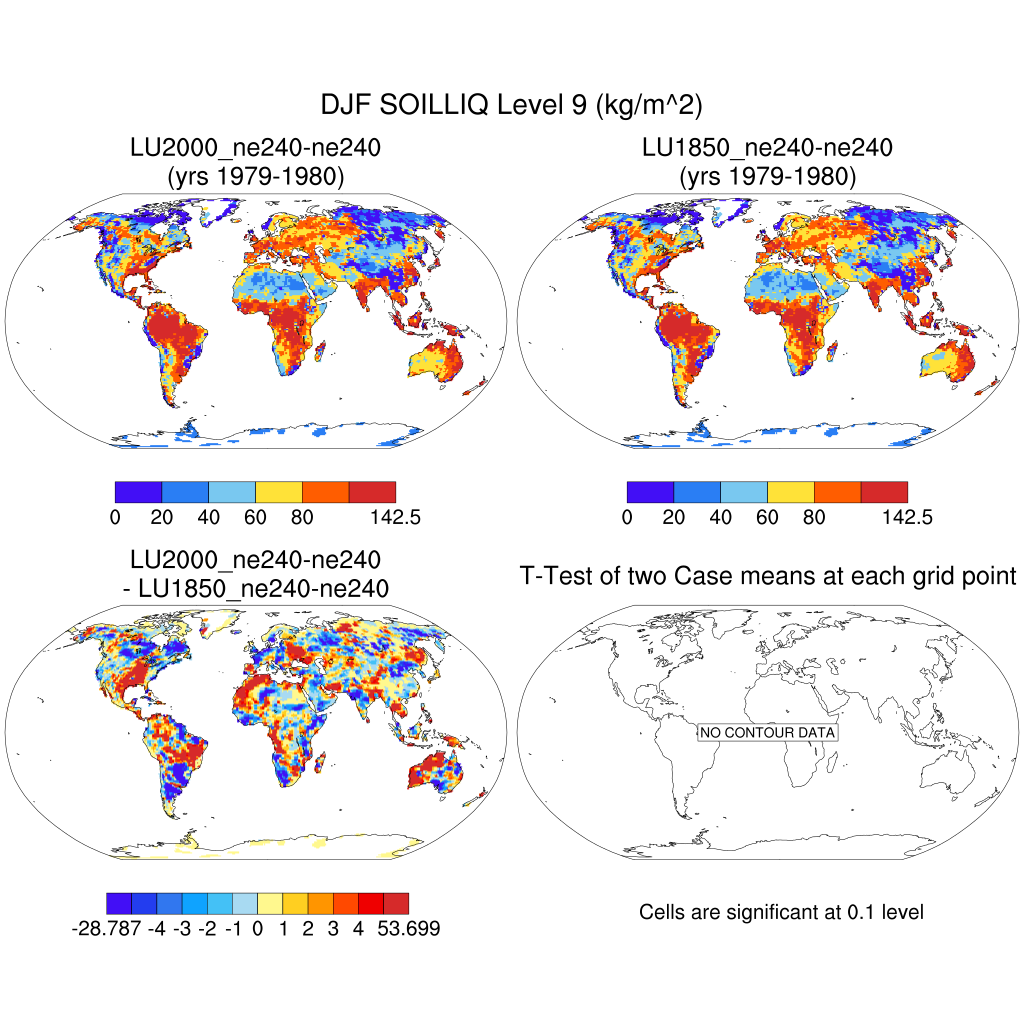 DJF SOILLIQ Level 9 (kg/m^2)
LU2000_ne240-ne240
(yrs 1979-1980)
LU1850_ne240-ne240
(yrs 1979-1980)
0 20 40 60 80 142.5
0 20 40 60 80 142.5
LU2000_ne240-ne240
- LU1850_ne240-ne240
T-Test of two Case means at each grid point
NO CONTOUR DATA
-28.787 -4 -3 -2 -1 0 1 2 3 4 53.699
Cells are significant at 0.1 level